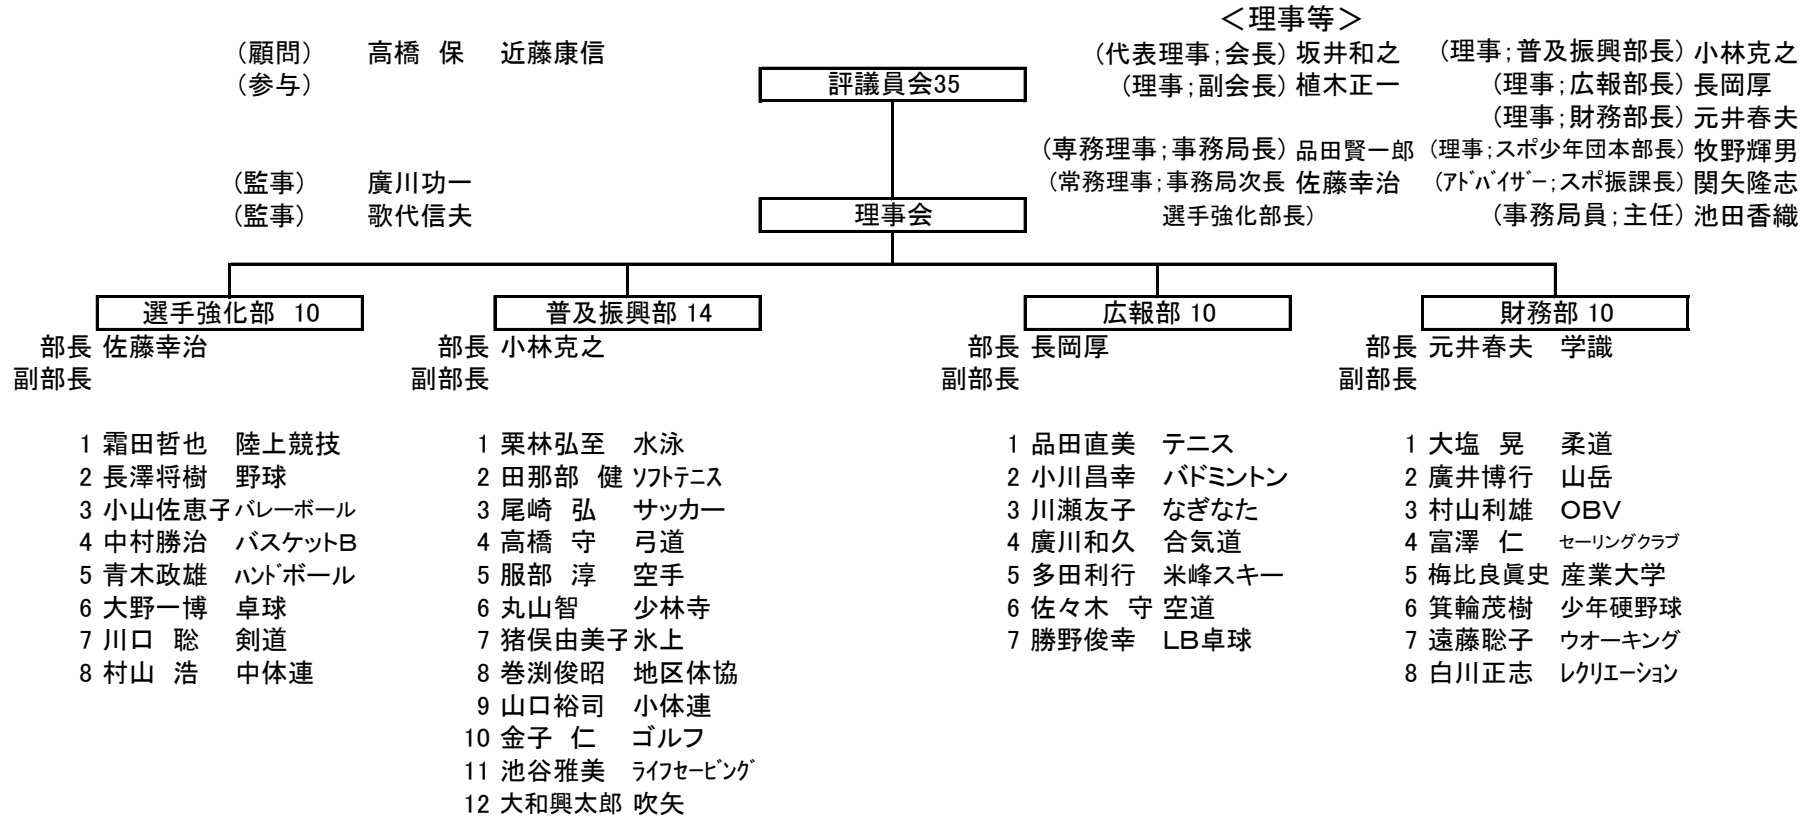 ＜理事等＞
（顧問） 高橋 保 近藤康信
（参与）
評議員会35
（代表理事；会長） 坂井和之 （理事；普及振興部長） 小林克之
（理事；副会長） 植木正一 （理事；広報部長） 長岡厚
（理事；財務部長） 元井春夫
（専務理事；事務局長） 品田賢一郎 （理事；スポ少年団本部長） 牧野輝男
（監事） 廣川功一
（常務理事；事務局次長 佐藤幸治 （ｱﾄﾞﾊﾞｲｻﾞｰ；スポ振課長） 関矢隆志
（監事） 歌代信夫
理事会
選手強化部長） （事務局員；主任） 池田香織
選手強化部 10
部長 佐藤幸治
副部長
1 霜田哲也 陸上競技
2 長澤将樹 野球
3 小山佐恵子 バレーボール
4 中村勝治 バスケットＢ
5 青木政雄 ﾊﾝﾄﾞボール
6 大野一博 卓球
7 川口 聡 剣道
8 村山 浩 中体連
普及振興部 14
部長 小林克之
副部長
1 栗林弘至 水泳
2 田那部 健 ｿﾌﾄテニス
3 尾崎 弘 サッカー
4 高橋 守 弓道
5 服部 淳 空手
6 丸山智 少林寺
7 猪俣由美子 氷上
8 巻渕俊昭 地区体協
9 山口裕司 小体連
10 金子 仁 ゴルフ
11 池谷雅美 ﾗｲﾌセービﾝｸﾞ
12 大和興太郎 吹矢
広報部 10
部長 長岡厚
副部長
1 品田直美 テニス
2 小川昌幸 バドミントン
3 川瀬友子 なぎなた
4 廣川和久 合気道
5 多田利行 米峰スキー
6 佐々木 守 空道
7 勝野俊幸 ＬＢ卓球
財務部 10
部長 元井春夫 学識
副部長
1 大塩 晃 柔道
2 廣井博行 山岳
3 村山利雄 ＯＢＶ
4 富澤 仁 セーリングクラブ
5 梅比良眞史 産業大学
6 箕輪茂樹 少年硬野球
7 遠藤聡子 ウオーキング
8 白川正志 ﾚｸﾘｴｰション